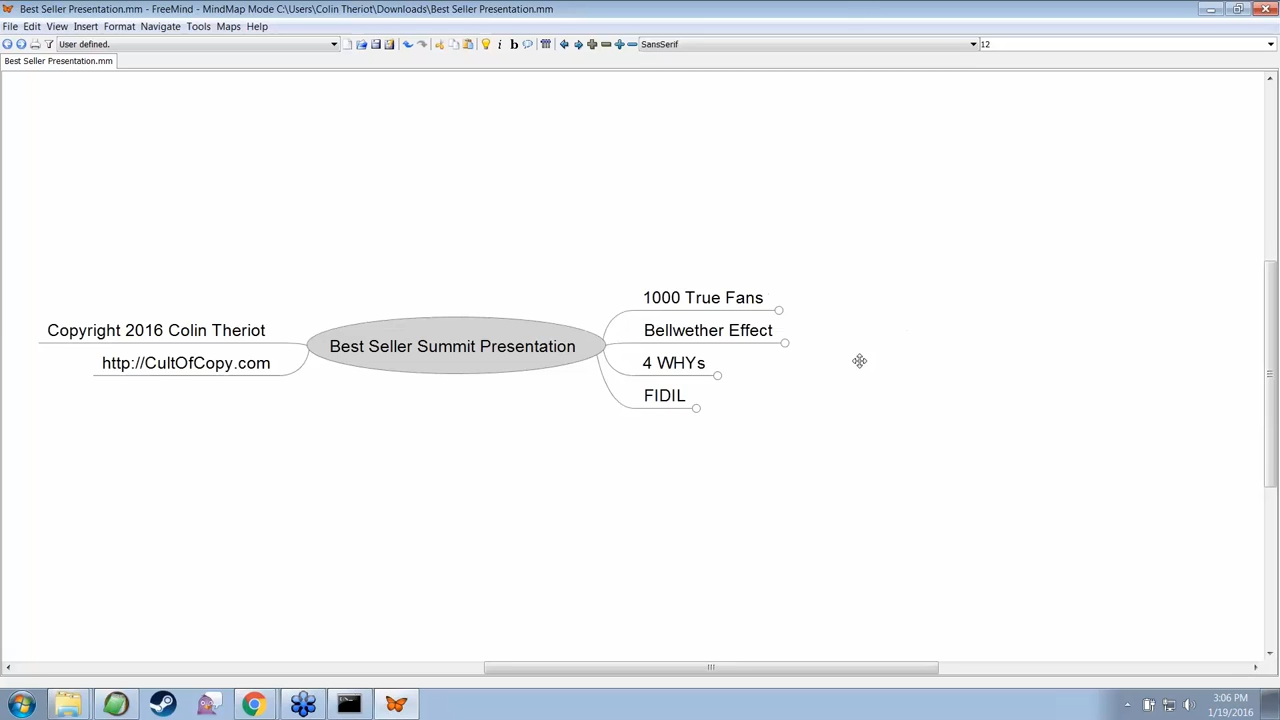 Best Seller Presentation.mm - FreeMind - MindMap Mode C:\Users\Colin Theriot\Downloads\Best Seller Presentation.mm
File Edit View Insert Format Navigate Tools Maps Help
User defined. i b SansSerif 12
Best Seller Presentation.mm
1000 True Fans
Copyright 2016 Colin Theriot
Bellwether Effect
Best Seller Summit Presentation
http://CultOfCopy.com
4 WHYs
FIDIL
3:06 PM
1/19/2016